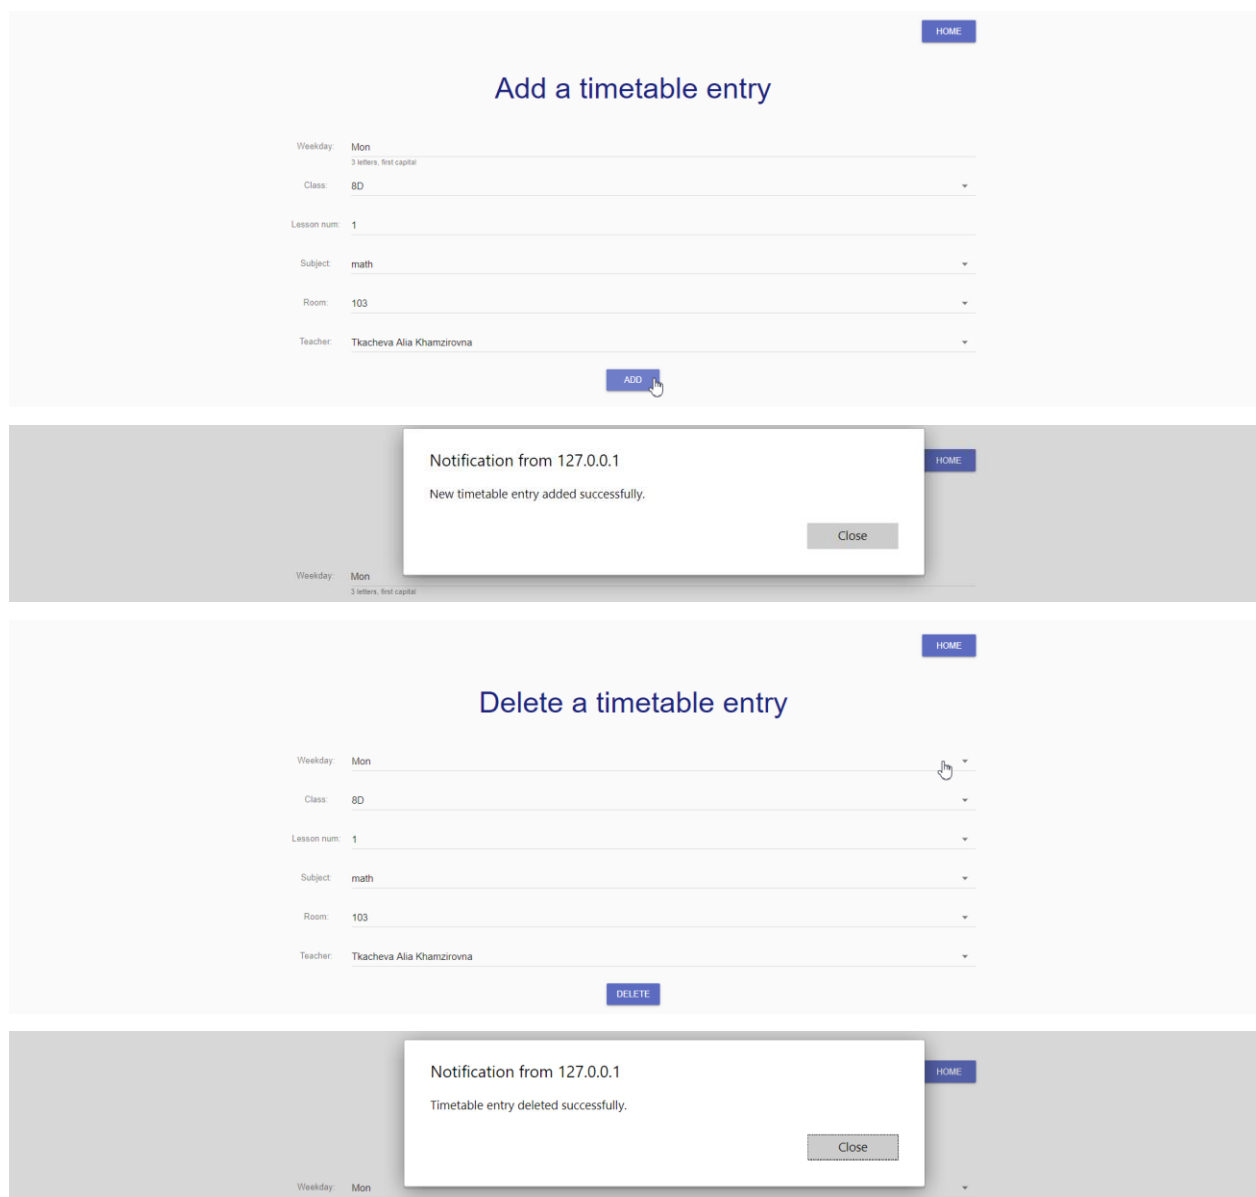 HOME
Add a timetable entry
Weekday: Mon
3 letters, first capital
Class: 8D
Lesson num: 1
Subject: math
Room: 103
Teacher: Tkacheva Alia Khamzirovna
ADD
Notification from 127.0.0.1
HOME
New timetable entry added successfully.
Close
Weekday: Mon
3 letters, first capital
HOME
Delete a timetable entry
Weekday: Mon
Class: 8D
Lesson num: 1
Subject: math
Room: 103
Teacher: Tkacheva Alia Khamzirovna
DELETE
Notification from 127.0.0.1
HOME
Timetable entry deleted successfully.
Close
Weekday: Mon